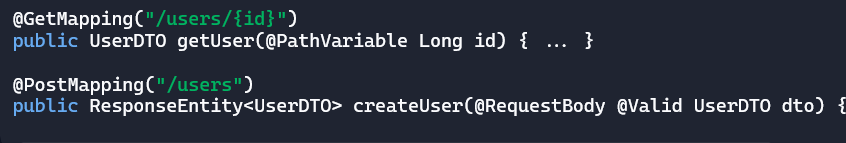 @GetMapping("/users/{id}")
public UserDTO getUser(@PathVariable Long id) { ... }
@PostMapping("/users")
public ResponseEntity<UserDTO> createUser(@RequestBody @Valid UserDTO dto) {